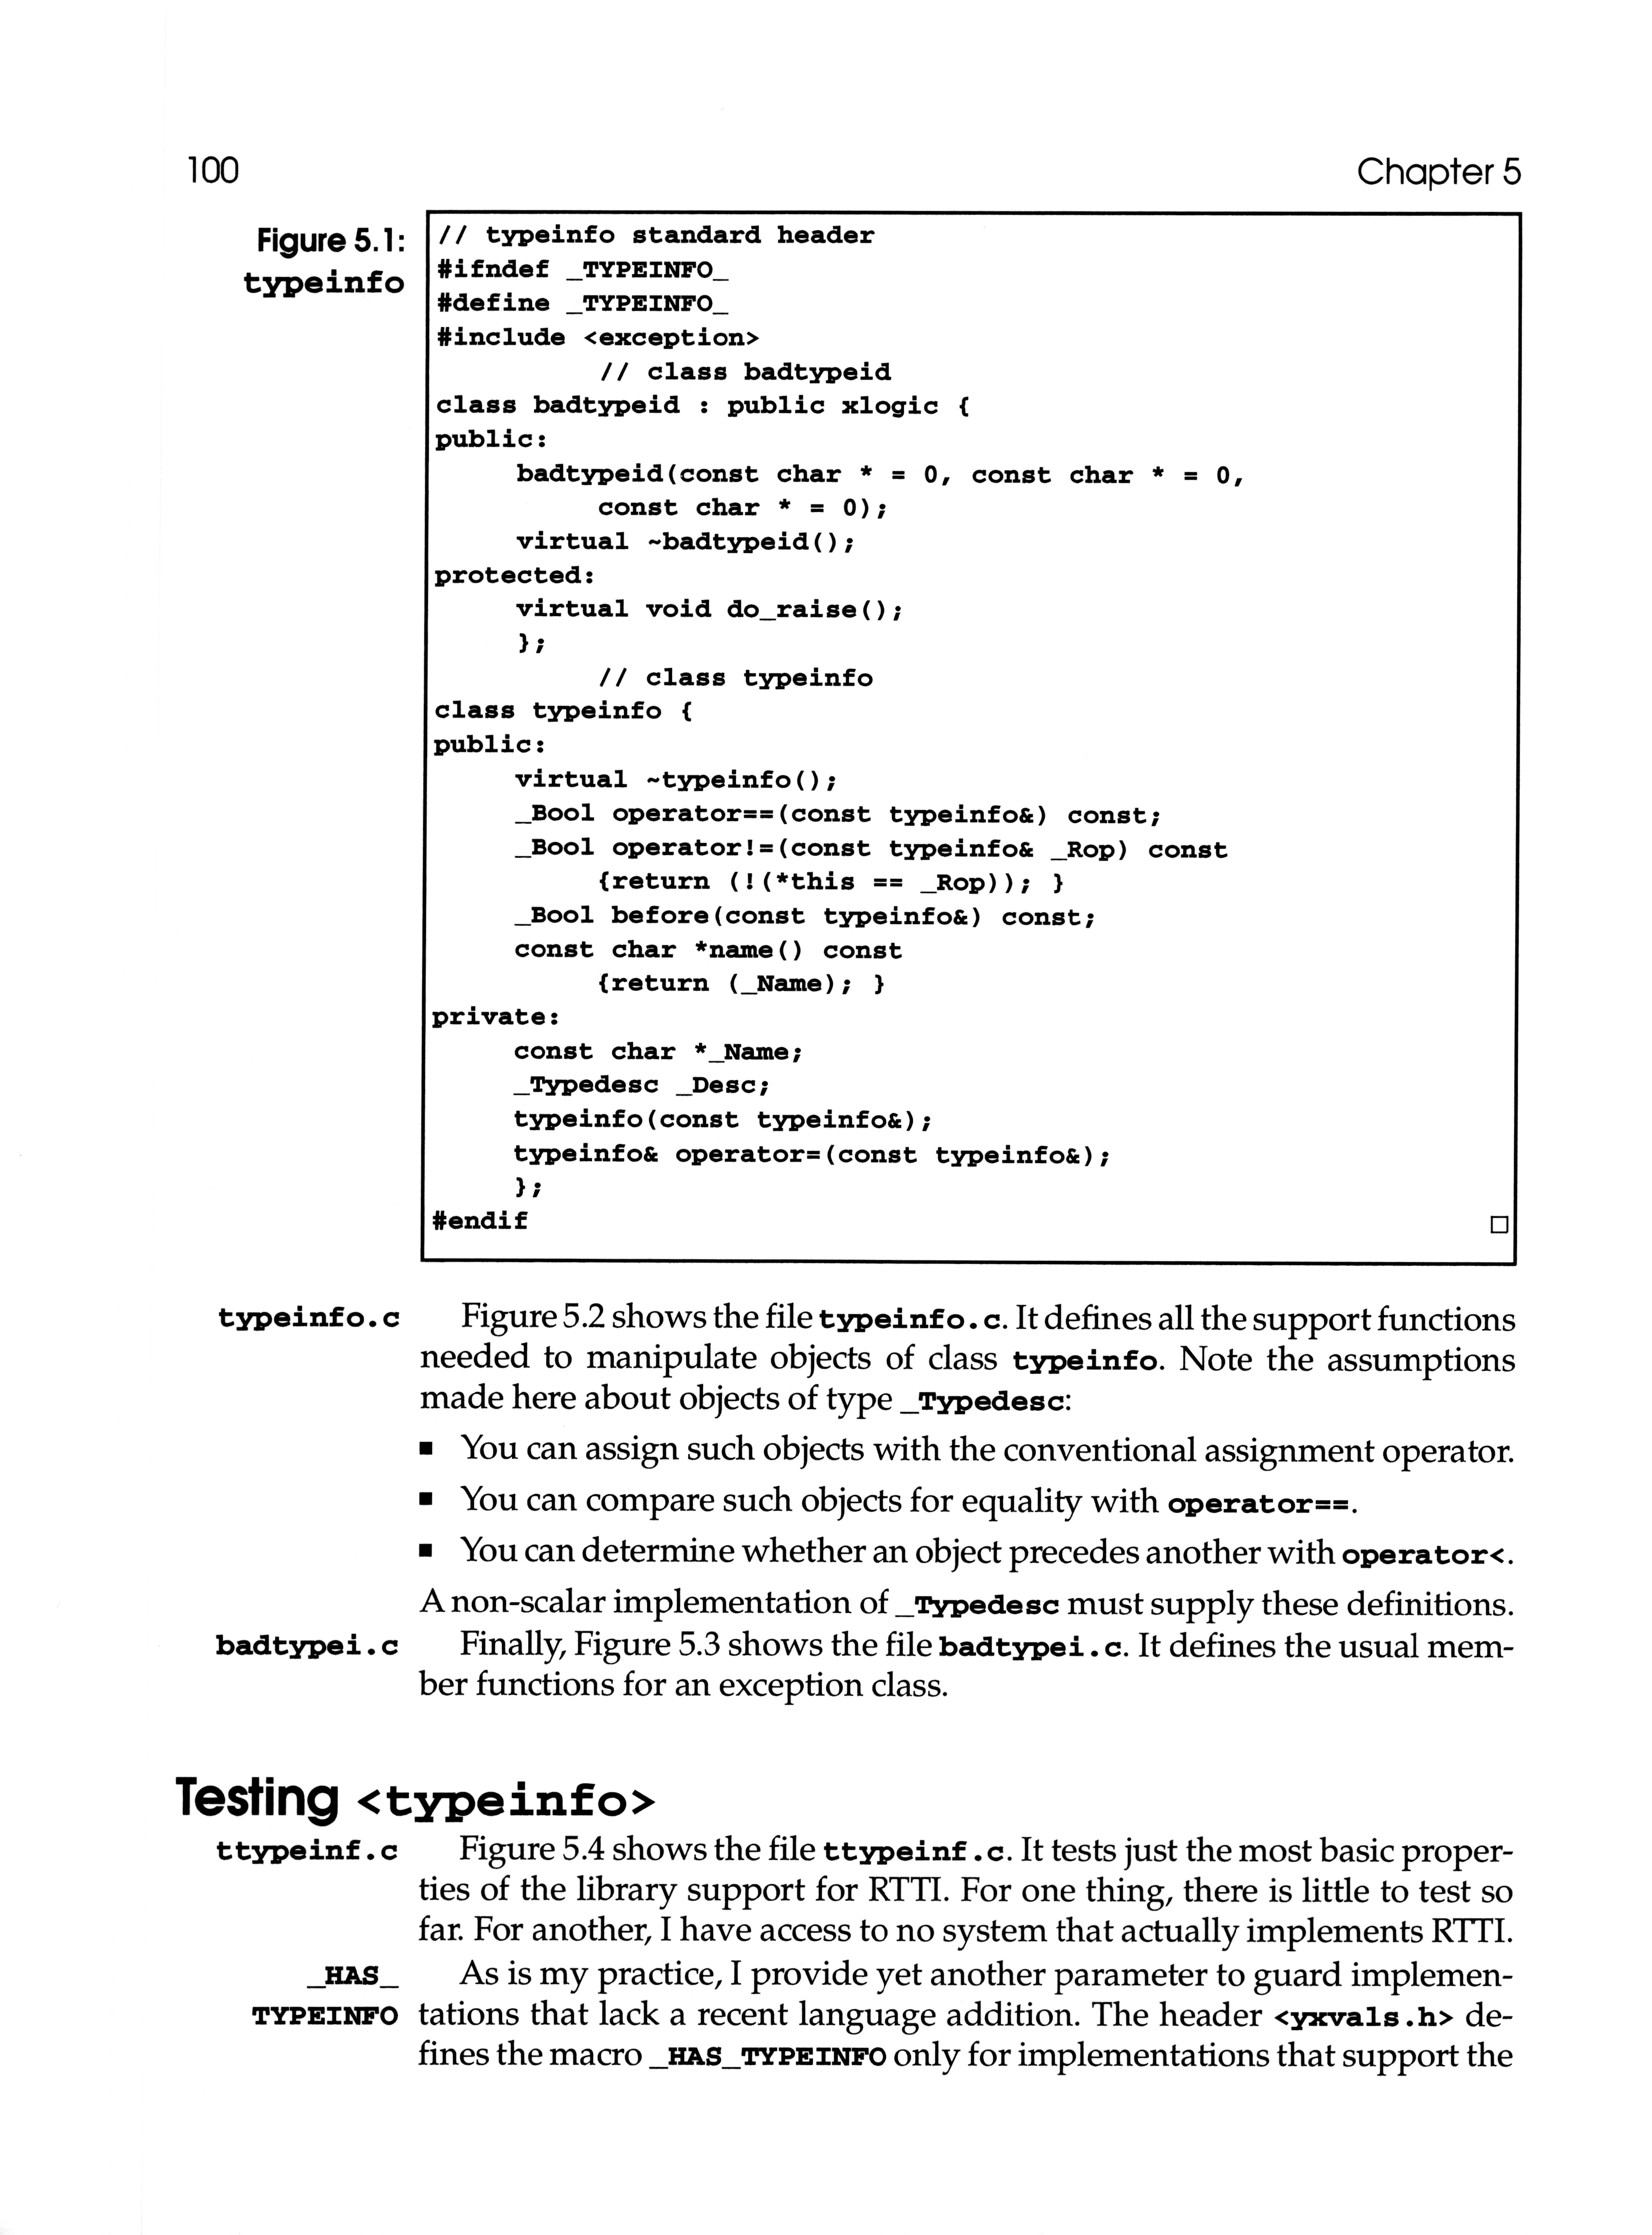 100
Chapter 5
Figure 5.1:
typeinfo
// typeinfo standard header
#ifndef _TYPEINFO_
#define _TYPEINFO_
#include <exception>
// class badtypeid
class badtypeid : public xlogic {
public:
badtypeid(const char * = 0, const char * = 0,
const char * = 0);
virtual ~badtypeid();
protected:
virtual void do_raise();
};
// class typeinfo
class typeinfo {
public:
virtual ~typeinfo();
_Bool operator==(const typeinfo&) const;
_Bool operator!=(const typeinfo& _Rop) const
{return (!(*this == _Rop)); }
_Bool before(const typeinfo&) const;
const char *name() const
{return (_Name); }
private:
const char *_Name;
_Typedesc _Desc;
typeinfo(const typeinfo&);
typeinfo& operator=(const typeinfo&);
};
#endif □
typeinfo.c Figure 5.2 shows the file typeinfo.c. It defines all the support functions
needed to manipulate objects of class typeinfo. Note the assumptions
made here about objects of type _Typedesc:
■ You can assign such objects with the conventional assignment operator.
■ You can compare such objects for equality with operator==.
■ You can determine whether an object precedes another with operator<.
A non-scalar implementation of _Typedesc must supply these definitions.
badtypei.c Finally, Figure 5.3 shows the file badtypei.c. It defines the usual mem-
ber functions for an exception class.
Testing <typeinfo>
ttypeinf.c Figure 5.4 shows the file ttypeinf.c. It tests just the most basic proper-
ties of the library support for RTTI. For one thing, there is little to test so
far. For another, I have access to no system that actually implements RTTI.
_HAS_ As is my practice, I provide yet another parameter to guard implemen-
TYPEINFO tations that lack a recent language addition. The header <yxvals.h> de-
fines the macro _HAS_TYPEINFO only for implementations that support the